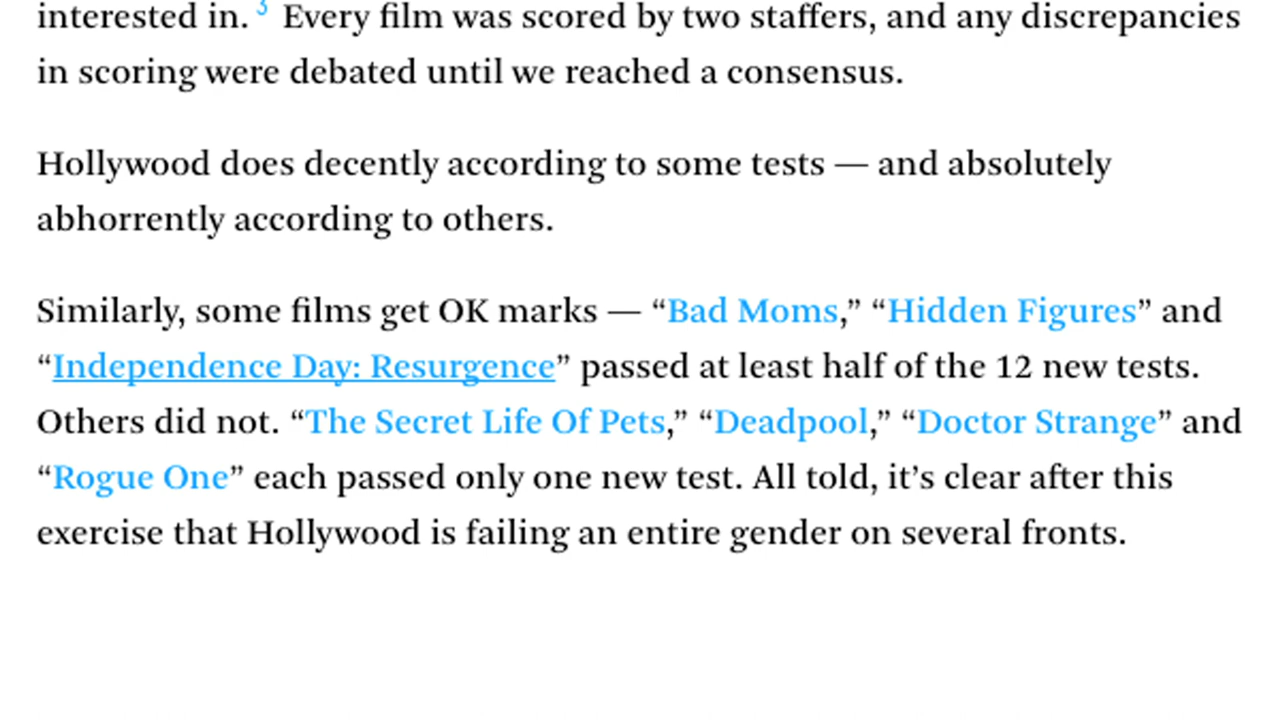 interested in. 3 Every film was scored by two staffers, and any discrepancies
in scoring were debated until we reached a consensus.
Hollywood does decently according to some tests — and absolutely
abhorrently according to others.
Similarly, some films get OK marks — “Bad Moms,” “Hidden Figures” and
“Independence Day: Resurgence” passed at least half of the 12 new tests.
Others did not. “The Secret Life Of Pets,” “Deadpool,” “Doctor Strange” and
“Rogue One” each passed only one new test. All told, it’s clear after this
exercise that Hollywood is failing an entire gender on several fronts.